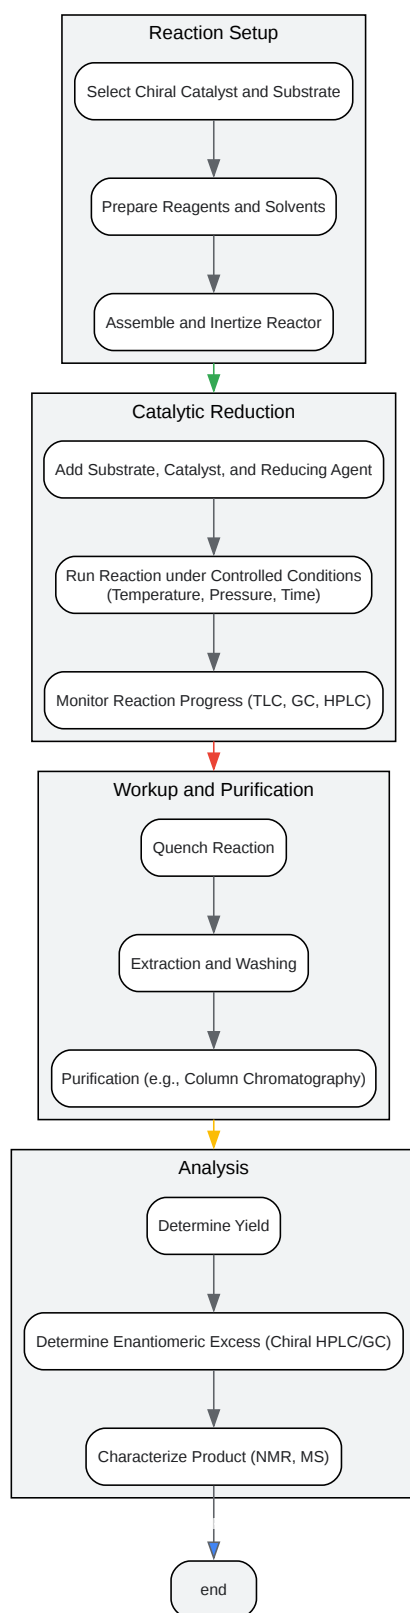 Reaction Setup
Select Chiral Catalyst and Substrate
Prepare Reagents and Solvents
Assemble and Inertize Reactor
Catalytic Reduction
Add Substrate, Catalyst, and Reducing Agent
Run Reaction under Controlled Conditions
(Temperature, Pressure, Time)
Monitor Reaction Progress (TLC, GC, HPLC)
Workup and Purification
Quench Reaction
Extraction and Washing
Purification (e.g., Column Chromatography)
Analysis
Determine Yield
Determine Enantiomeric Excess (Chiral HPLC/GC)
Characterize Product (NMR, MS)
end